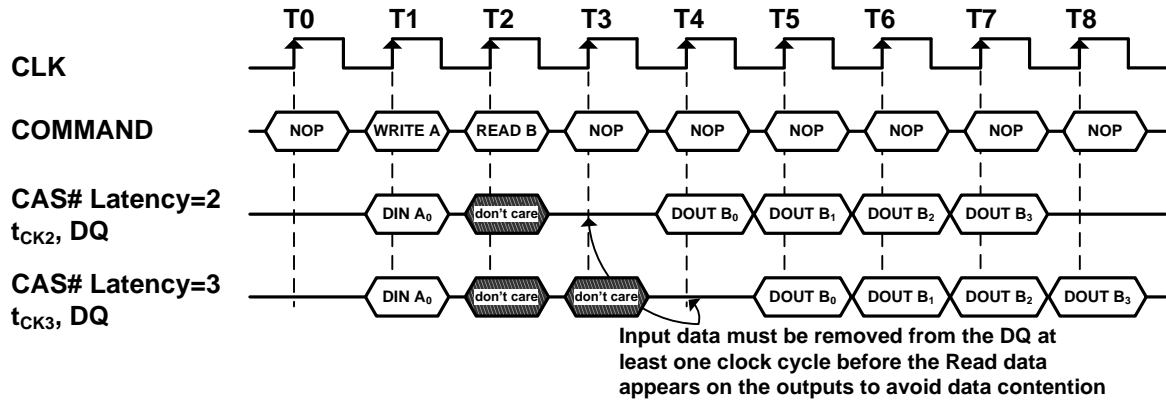 T0 T1 T2 T3 T4 T5 T6 T7 T8
CLK
COMMAND NOP WRITE A READ B NOP NOP NOP NOP NOP NOP
CAS# Latency=2
tCK2, DQ DIN A0 don't care DOUT B0 DOUT B1 DOUT B2 DOUT B3
CAS# Latency=3
tCK3, DQ DIN A0 don't care don't care DOUT B0 DOUT B1 DOUT B2 DOUT B3
Input data must be removed from the DQ at
least one clock cycle before the Read data
appears on the outputs to avoid data contention